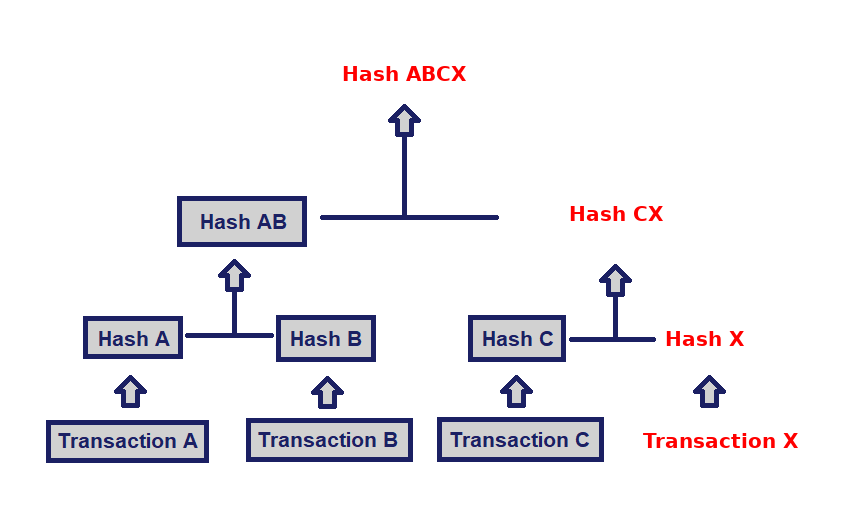 Hash ABCX
Hash AB
Hash CX
Hash A
Hash B
Hash C
Hash X
Transaction A
Transaction B
Transaction C
Transaction X